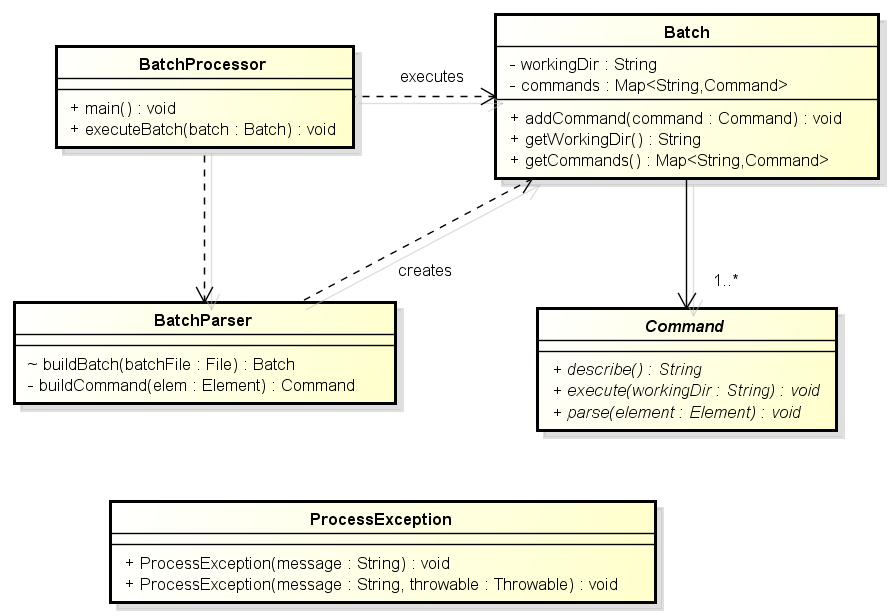 BatchProcessor
+ main() : void
+ executeBatch(batch : Batch) : void
executes
Batch
- workingDir : String
- commands : Map<String,Command>
+ addCommand(command : Command) : void
+ getWorkingDir() : String
+ getCommands() : Map<String,Command>
creates
1..*
BatchParser
~ buildBatch(batchFile : File) : Batch
- buildCommand(elem : Element) : Command
Command
+ describe() : String
+ execute(workingDir : String) : void
+ parse(element : Element) : void
ProcessException
+ ProcessException(message : String) : void
+ ProcessException(message : String, throwable : Throwable) : void